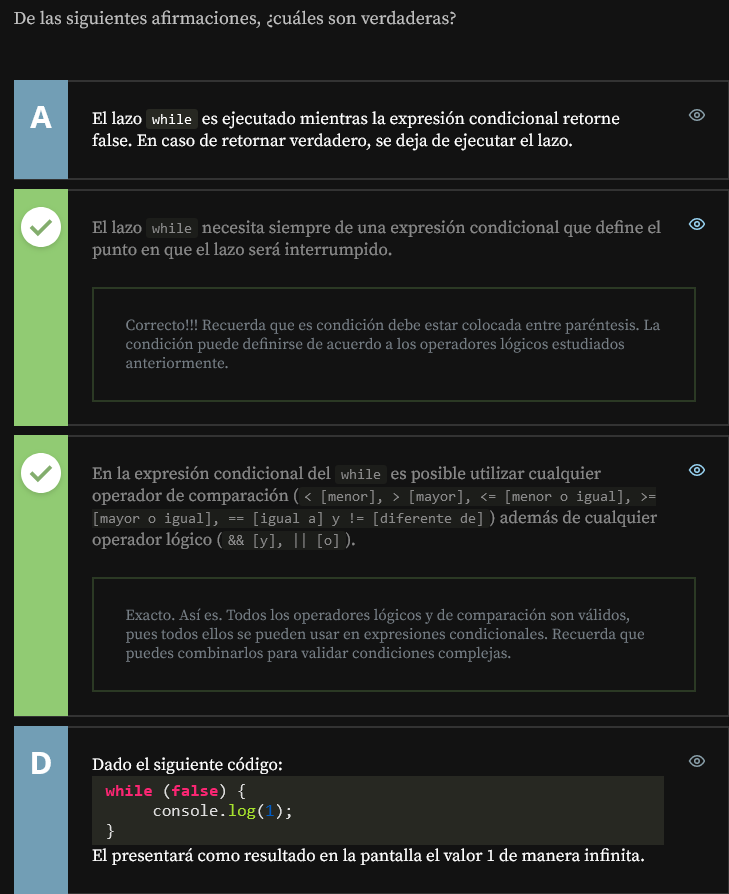 De las siguientes afirmaciones, ¿cuáles son verdaderas?
A
El lazo while es ejecutado mientras la expresión condicional retorne
false. En caso de retornar verdadero, se deja de ejecutar el lazo.
El lazo while necesita siempre de una expresión condicional que define el
punto en que el lazo será interrumpido.
Correcto!!! Recuerda que es condición debe estar colocada entre paréntesis. La
condición puede definirse de acuerdo a los operadores lógicos estudiados
anteriormente.
En la expresión condicional del while es posible utilizar cualquier
operador de comparación ( < [menor], > [mayor], <= [menor o igual], >=
[mayor o igual], == [igual a] y != [diferente de] ) además de cualquier
operador lógico ( && [y], || [o] ).
Exacto. Así es. Todos los operadores lógicos y de comparación son válidos,
pues todos ellos se pueden usar en expresiones condicionales. Recuerda que
puedes combinarlos para validar condiciones complejas.
D
Dado el siguiente código:
while (false) {
console.log(1);
}
El presentará como resultado en la pantalla el valor 1 de manera infinita.